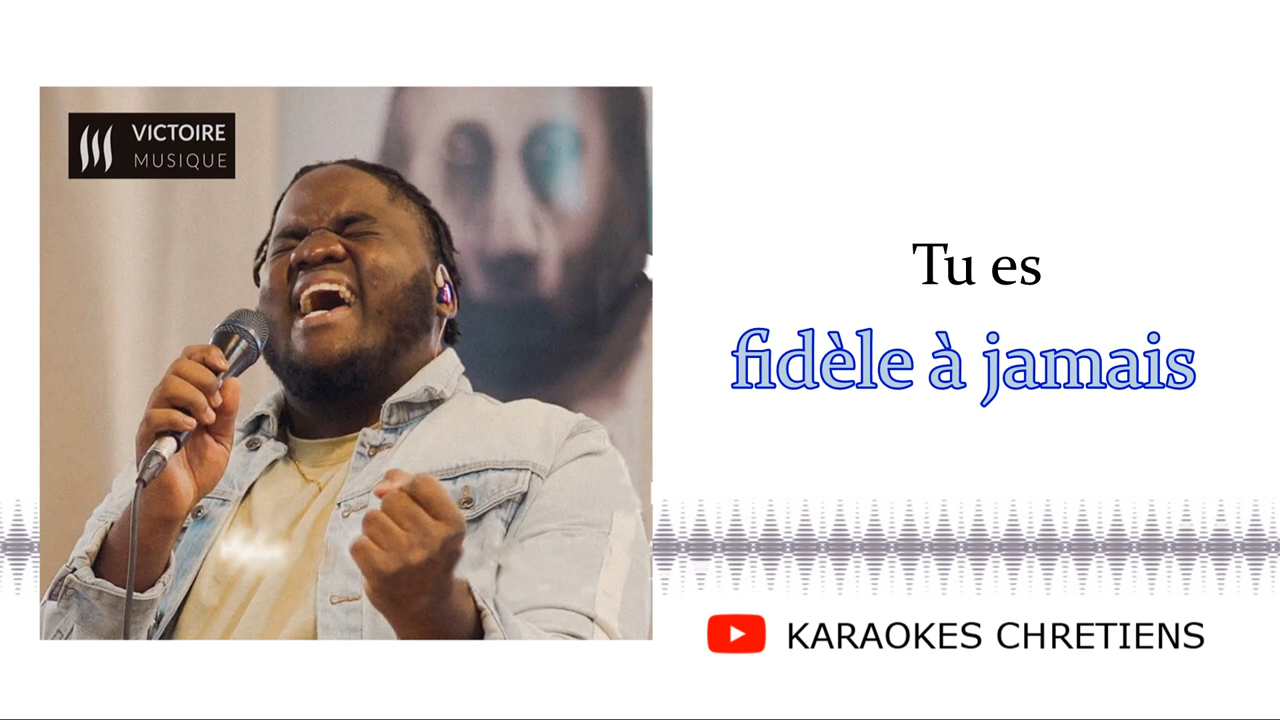 VICTOIRE
MUSIQUE
Tu es
fidèle à jamais
KARAOKES CHRETIENS